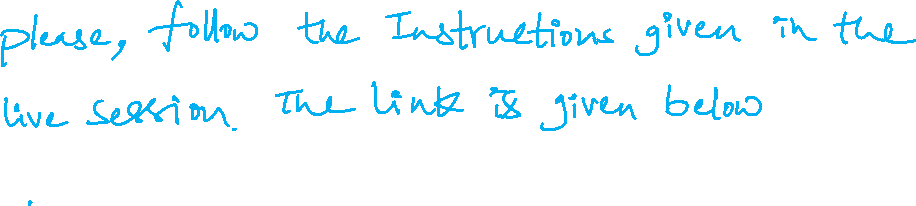 please, follow the Instructions given in the
live session. The link is given below